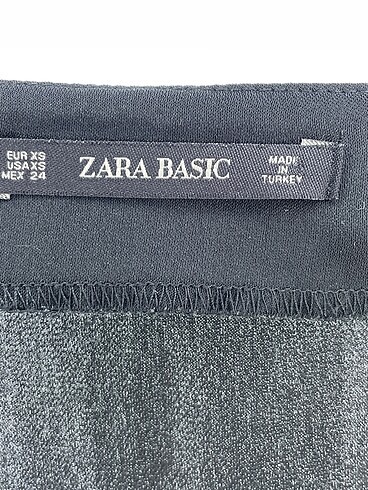 EUR XS
USA XS
MEX 24
ZARA BASIC
MADE
IN
TURKEY